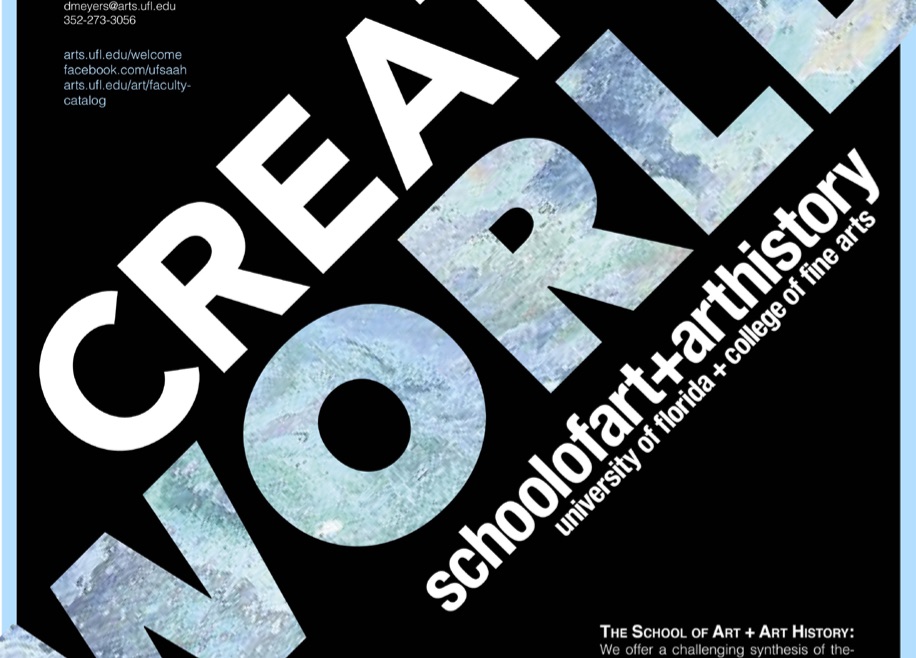 dmeyers@arts.ufl.edu
352-273-3056
arts.ufl.edu/welcome
facebook.com/ufsaah
arts.ufl.edu/art/faculty-
catalog
CREAT
WORLD
schoolofart+arthistory
university of florida + college of fine arts
THE SCHOOL OF ART + ART HISTORY:
We offer a challenging synthesis of the-